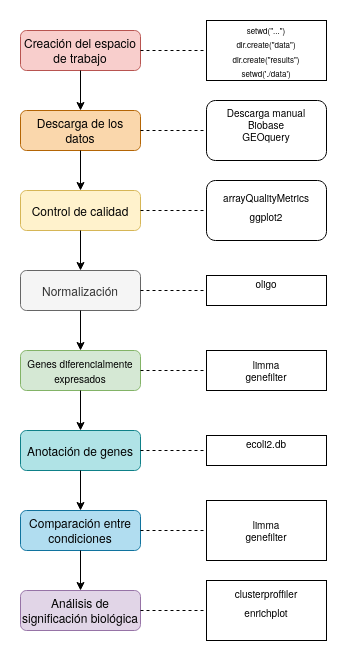 Creación del espacio
de trabajo
setwd("...")
dir.create("data")
dir.create("results")
setwd('./data')
Descarga de los
datos
Descarga manual
Biobase
GEOquery
Control de calidad
arrayQualityMetrics
ggplot2
Normalización
oligo
Genes diferencialmente
expresados
limma
genefilter
Anotación de genes
ecoli2.db
Comparación entre
condiciones
limma
genefilter
Análisis de
significación biológica
clusterproffiler
enrichplot